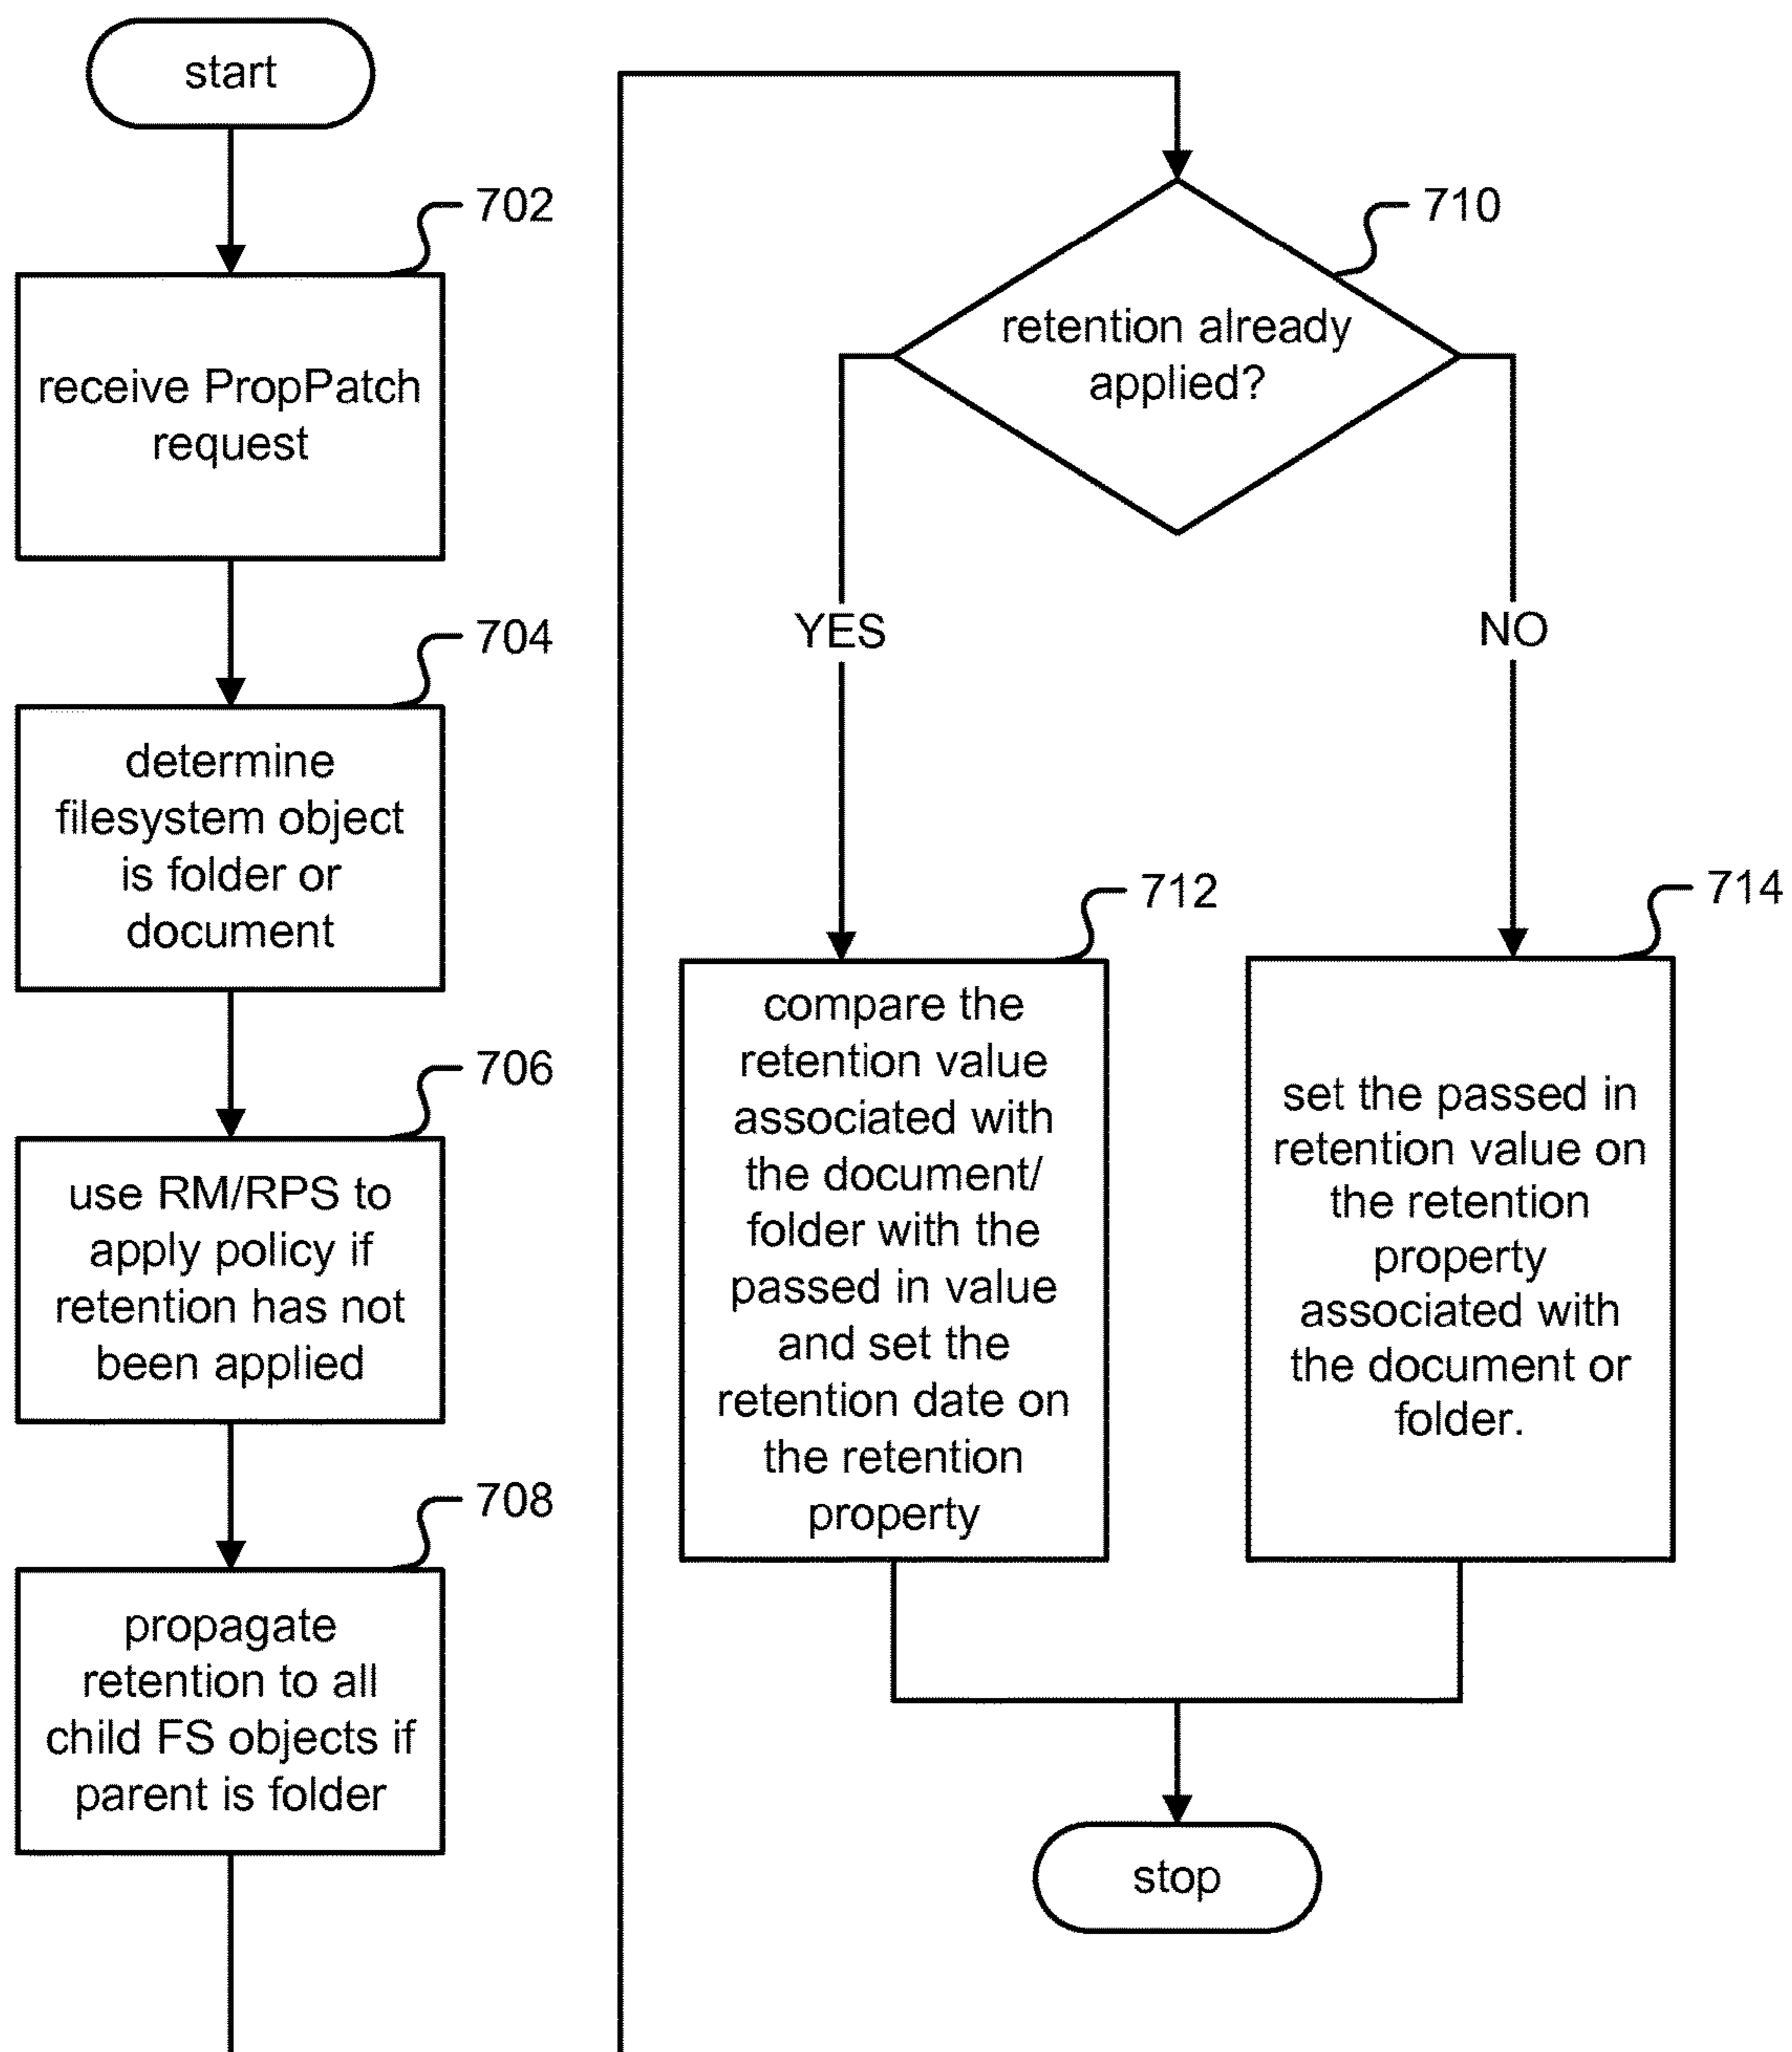 start
702
receive PropPatch
request
704
determine
filesystem object
is folder or
document
706
use RM/RPS to
apply policy if
retention has not
been applied
708
propagate
retention to all
child FS objects if
parent is folder
710
retention already
applied?
YES
NO
712
compare the
retention value
associated with
the document/
folder with the
passed in value
and set the
retention date on
the retention
property
714
set the passed in
retention value on
the retention
property
associated with
the document or
folder.
stop